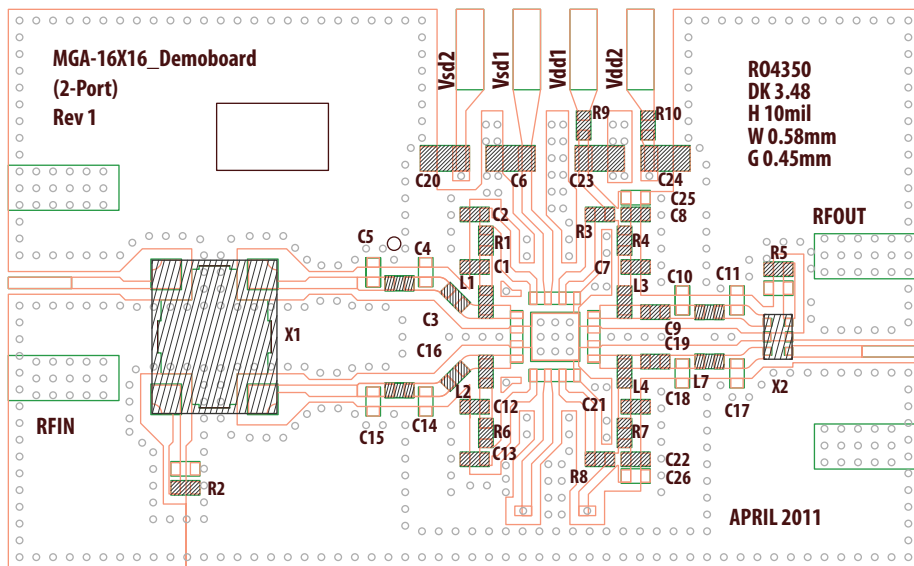 MGA-16X16_Demoboard
(2-Port)
Rev 1
Vsd2
Vsd1
Vdd1
Vdd2
RO4350
DK 3.48
H 10mil
W 0.58mm
G 0.45mm
R9
R10
C20
C6
C23
C24
C25
C2
C8
R3
RFOUT
C5
C4
R1
R4
C1
C7
R5
L1
L3
C10
C11
C3
C9
X1
C16
C19
L2
L4
L7
X2
C12
C21
C18
C17
RFIN
C15
C14
R6
R7
C13
C22
R8
C26
R2
APRIL 2011